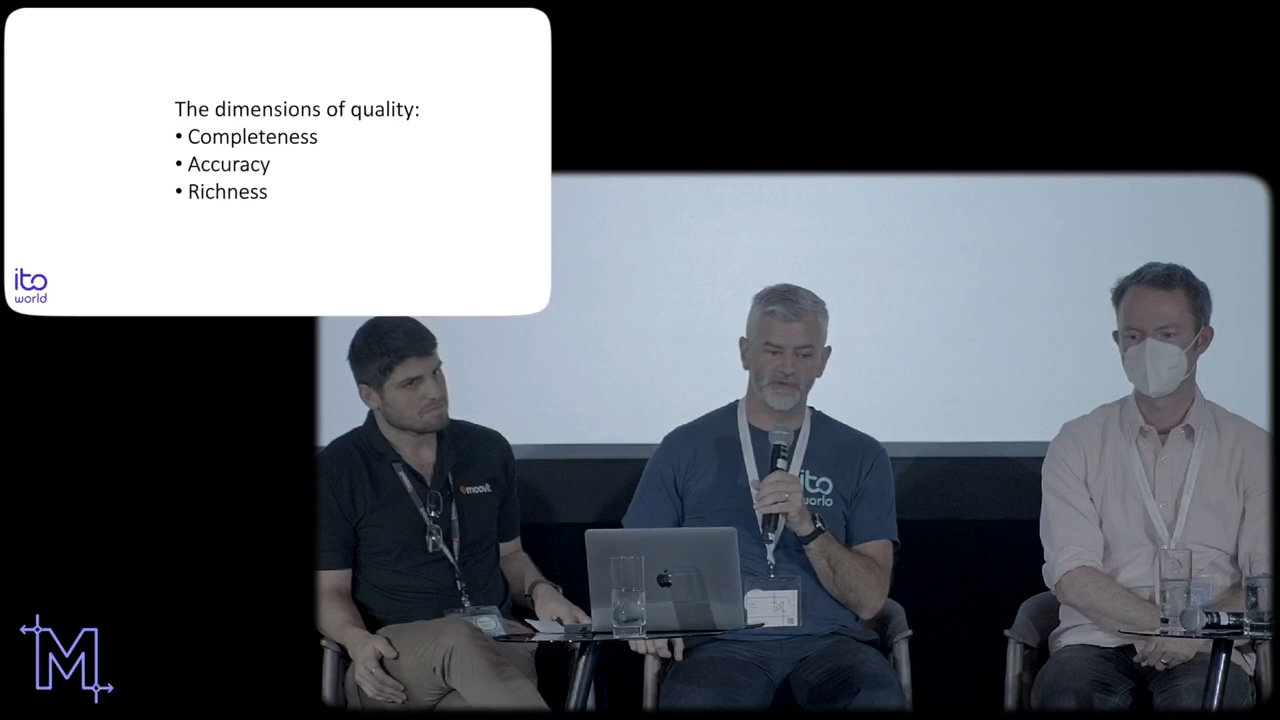 The dimensions of quality:
• Completeness
• Accuracy
• Richness
ito
world
moovit
ito
world
M